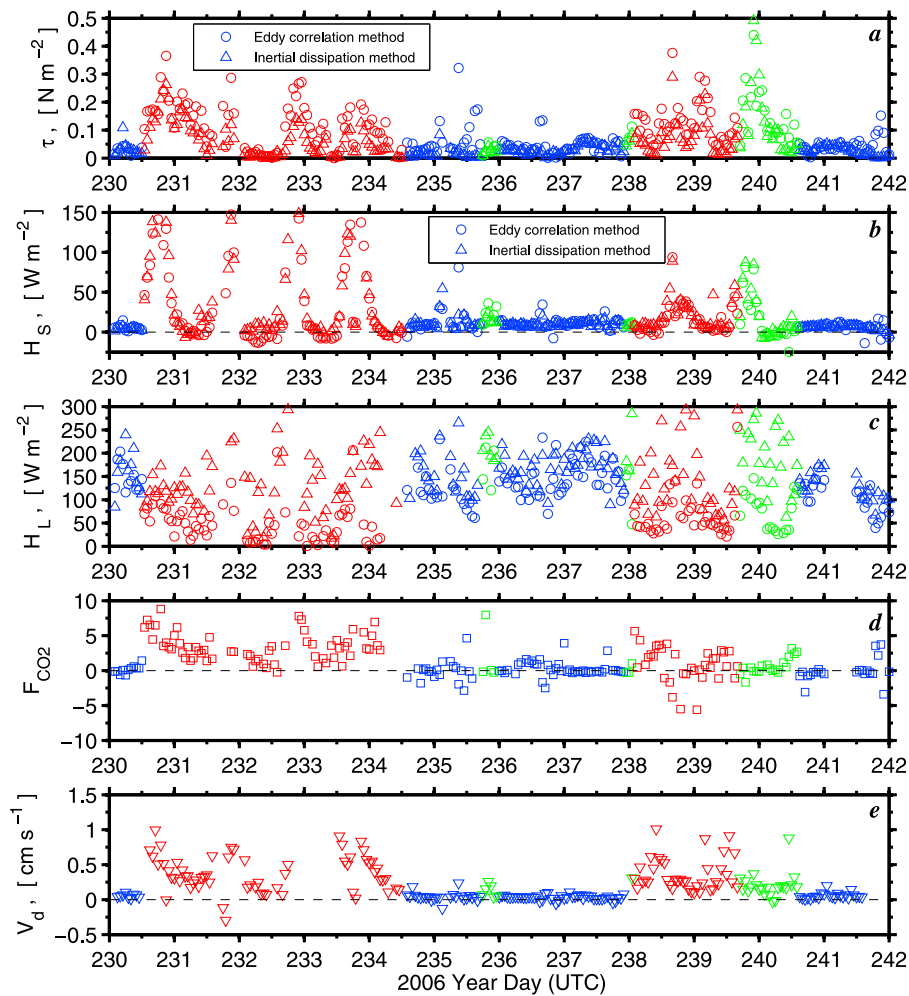 0.5
0.4
0.3
0.2
0.1
0
τ , [ N m⁻²]
Eddy correlation method
Inertial dissipation method
a
230 231 232 233 234 235 236 237 238 239 240 241 242
150
100
50
0
H_S , [ W m⁻²]
Eddy correlation method
Inertial dissipation method
b
230 231 232 233 234 235 236 237 238 239 240 241 242
300
250
200
150
100
50
0
H_L , [ W m⁻²]
c
230 231 232 233 234 235 236 237 238 239 240 241 242
10
5
0
−5
−10
F_CO2
d
230 231 232 233 234 235 236 237 238 239 240 241 242
1.5
1
0.5
0
−0.5
V_d , [ cm s⁻¹]
e
230 231 232 233 234 235 236 237 238 239 240 241 242
2006 Year Day (UTC)